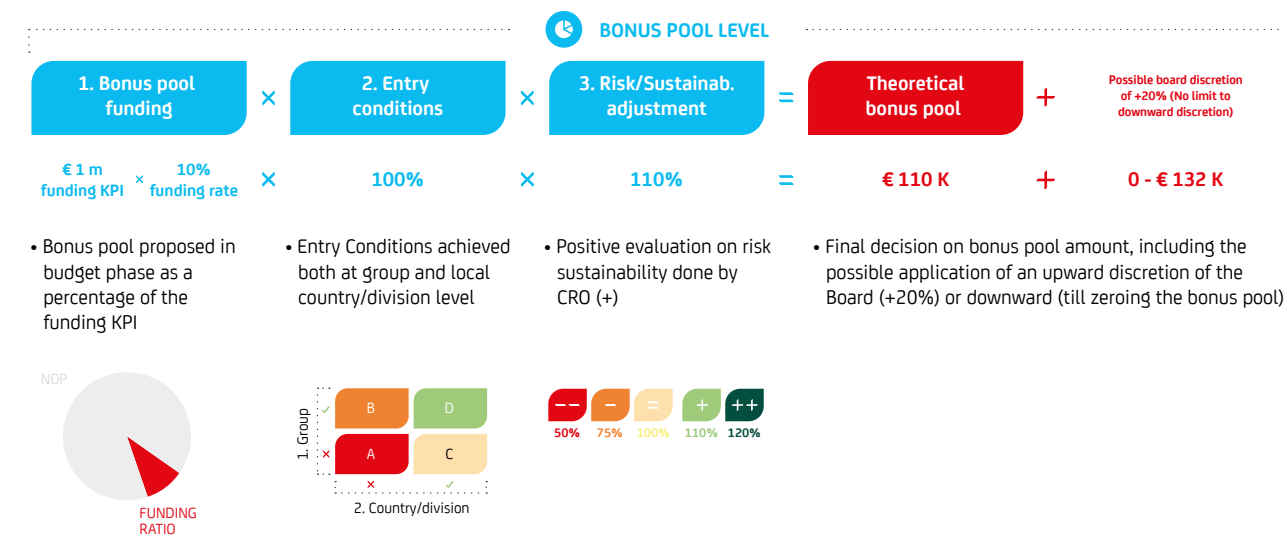 BONUS POOL LEVEL
1. Bonus pool
funding
×
2. Entry
conditions
×
3. Risk/Sustainab.
adjustment
=
Theoretical
bonus pool
+
Possible board discretion
of +20% (No limit to
downward discretion)
€ 1 m
funding KPI
×
10%
funding rate
×
100%
×
110%
=
€ 110 K
+
0 - € 132 K
• Bonus pool proposed in
budget phase as a
percentage of the
funding KPI
• Entry Conditions achieved
both at group and local
country/division level
• Positive evaluation on risk
sustainability done by
CRO (+)
• Final decision on bonus pool amount, including the
possible application of an upward discretion of the
Board (+20%) or downward (till zeroing the bonus pool)
NOP
FUNDING
RATIO
1. Group
✓
B
D
×
A
C
×
✓
2. Country/division
--
-
=
+
++
50%
75%
100%
110%
120%